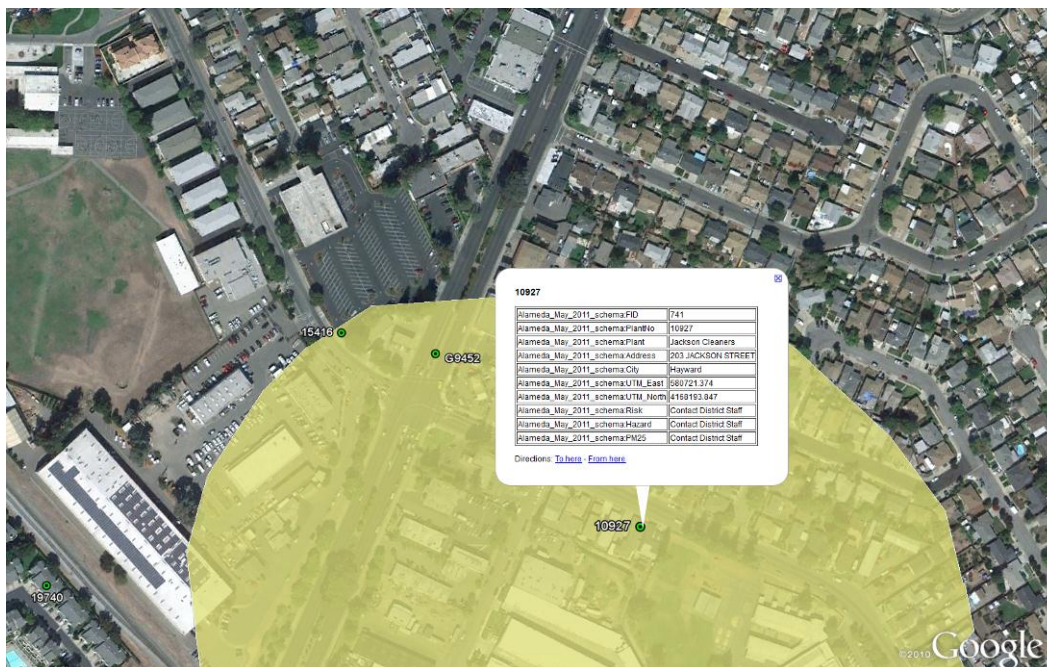 10927
Alameda_May_2011_schema:FID 741
Alameda_May_2011_schema:PlantNo 10927
Alameda_May_2011_schema:Plant Jackson Cleaners
Alameda_May_2011_schema:Address 203 JACKSON STREET
Alameda_May_2011_schema:City Hayward
Alameda_May_2011_schema:UTM_East 580721.374
Alameda_May_2011_schema:UTM_North 4168193.847
Alameda_May_2011_schema:Risk Contact District Staff
Alameda_May_2011_schema:Hazard Contact District Staff
Alameda_May_2011_schema:PM25 Contact District Staff
Directions: To here - From here
15416
G9452
10927
19740
©2010 Google